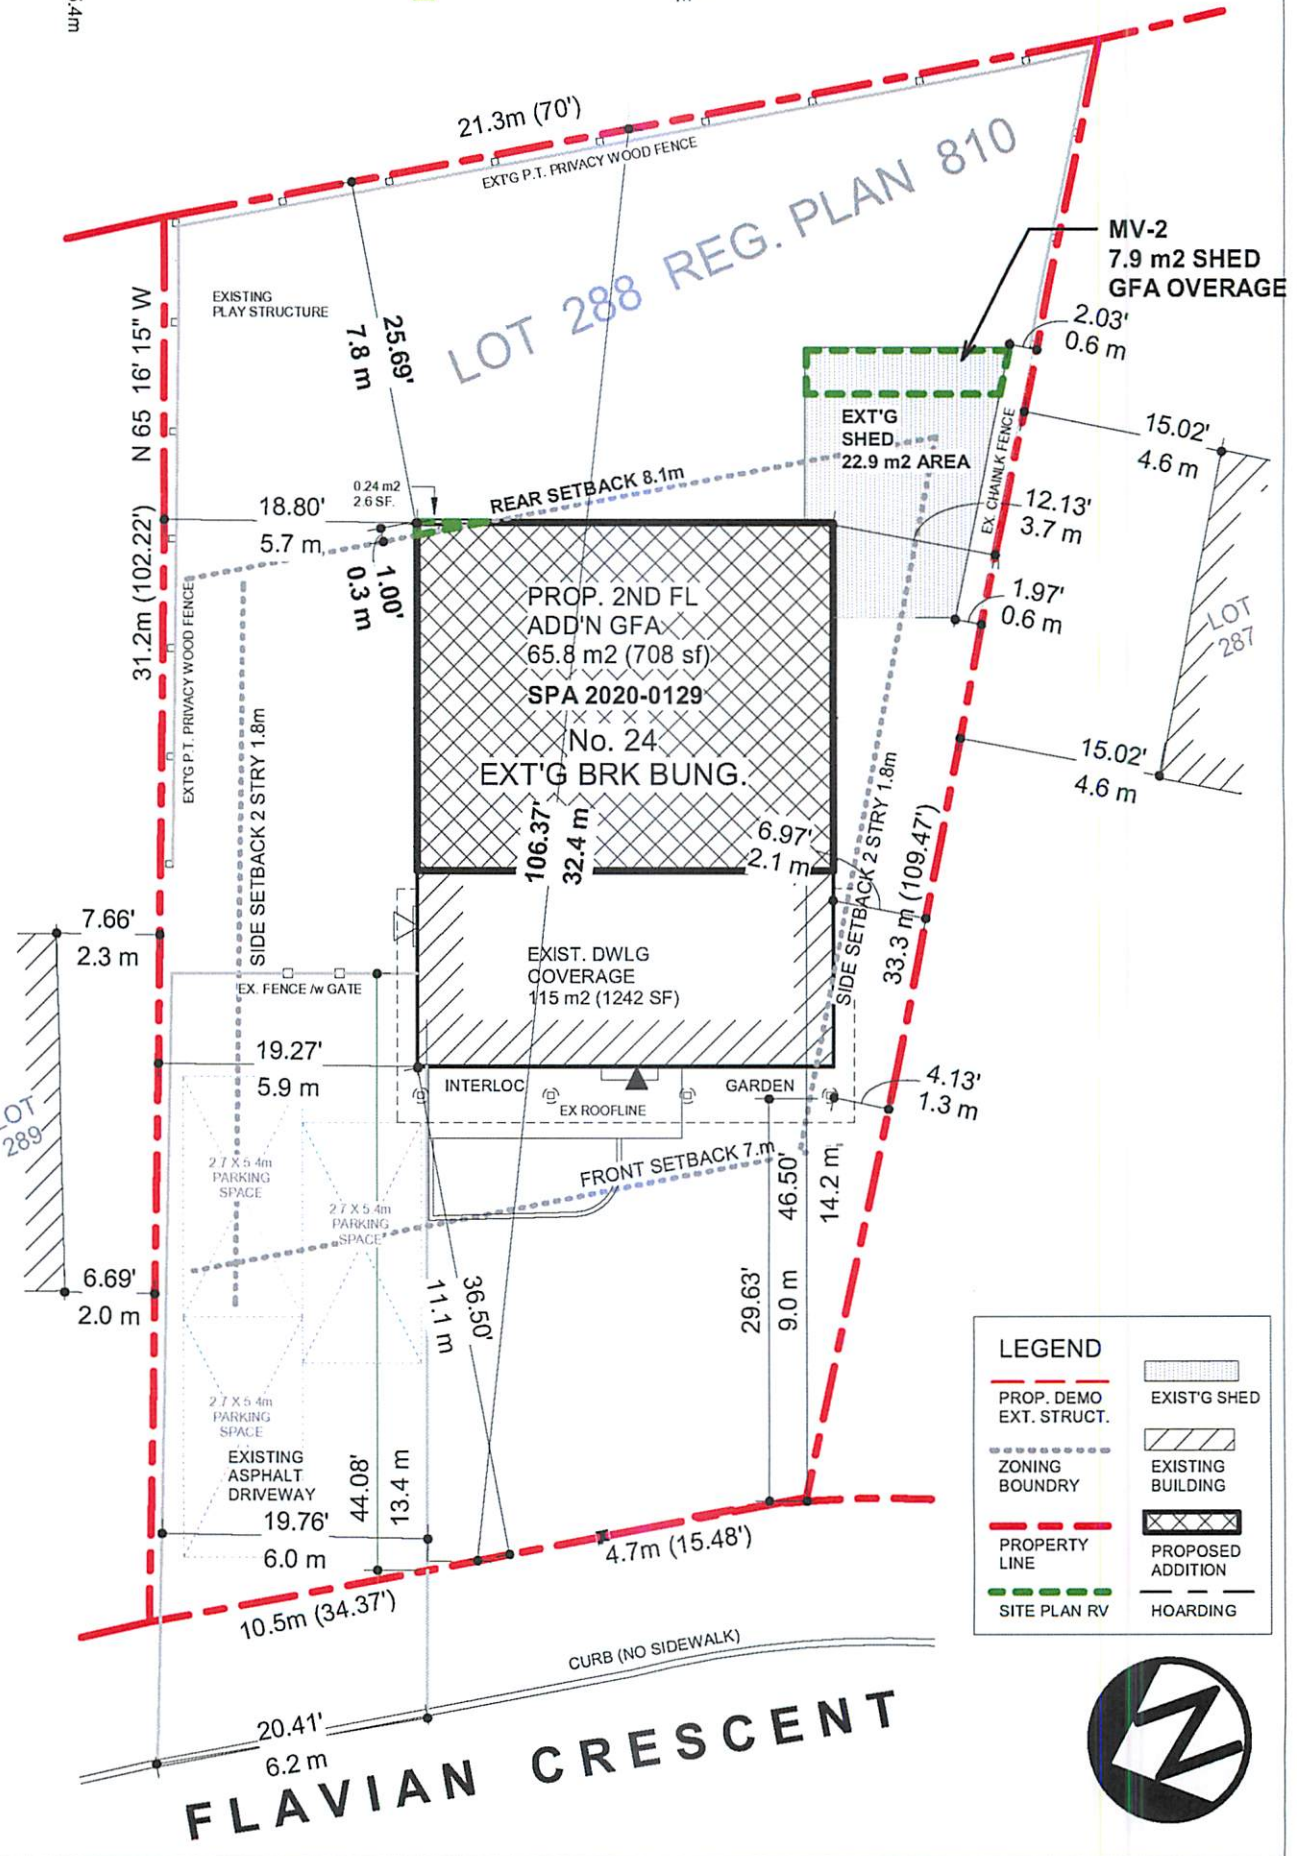 .4m
21.3m (70')
EXT'G P.T. PRIVACY WOOD FENCE
LOT 288 REG. PLAN 810
MV-2
7.9 m2 SHED
GFA OVERAGE
2.03'
0.6 m
EXISTING
PLAY STRUCTURE
N 65 16' 15" W
31.2m (102.22')
25.69'
7.8 m
EXT'G
SHED
22.9 m2 AREA
EX. CHAINLK FENCE
15.02'
4.6 m
12.13'
3.7 m
1.97'
0.6 m
LOT
287
15.02'
4.6 m
REAR SETBACK 8.1m
0.24 m2
2.6 SF.
18.80'
5.7 m
1.00'
0.3 m
EXT'G P.T. PRIVACY WOOD FENCE
SIDE SETBACK 2 STRY 1.8m
PROP. 2ND FL
ADD'N GFA
65.8 m2 (708 sf)
SPA 2020-0129
No. 24
EXT'G BRK BUNG.
106.37'
32.4 m
6.97'
2.1 m
SIDE SETBACK 2 STRY 1.8m
33.3 m (109.47')
7.66'
2.3 m
EX. FENCE /w GATE
EXIST. DWLG
COVERAGE
115 m2 (1242 SF)
19.27'
5.9 m
INTERLOC
GARDEN
EX ROOFLINE
4.13'
1.3 m
LOT
289
6.69'
2.0 m
2.7 X 5.4m
PARKING
SPACE
2.7 X 5.4m
PARKING
SPACE
FRONT SETBACK 7.m
46.50'
14.2 m
29.63'
9.0 m
36.50'
11.1 m
2.7 X 5.4m
PARKING
SPACE
EXISTING
ASPHALT
DRIVEWAY
44.08'
13.4 m
19.76'
6.0 m
4.7m (15.48')
10.5m (34.37')
CURB (NO SIDEWALK)
20.41'
6.2 m
FLAVIAN CRESCENT
LEGEND
PROP. DEMO
EXT. STRUCT.
EXIST'G SHED
ZONING
BOUNDRY
EXISTING
BUILDING
PROPERTY
LINE
PROPOSED
ADDITION
SITE PLAN RV
HOARDING
N